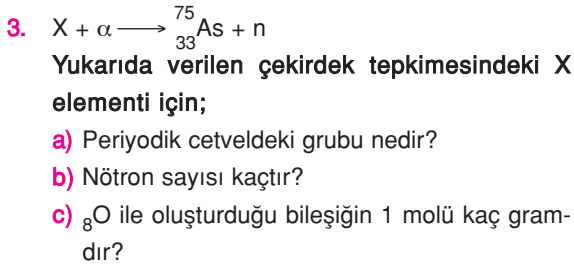 3. X + α ⟶ ⁷⁵₃₃As + n
Yukarıda verilen çekirdek tepkimesindeki X
elementi için;
a) Periyodik cetveldeki grubu nedir?
b) Nötron sayısı kaçtır?
c) ₈O ile oluşturduğu bileşiğin 1 molü kaç gram-
dır?